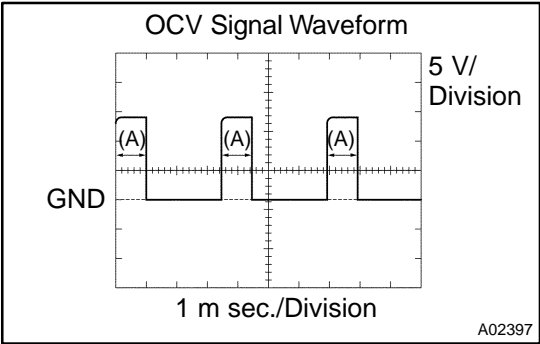 OCV Signal Waveform
5 V/
Division
(A)
(A)
(A)
GND
1 m sec./Division
A02397